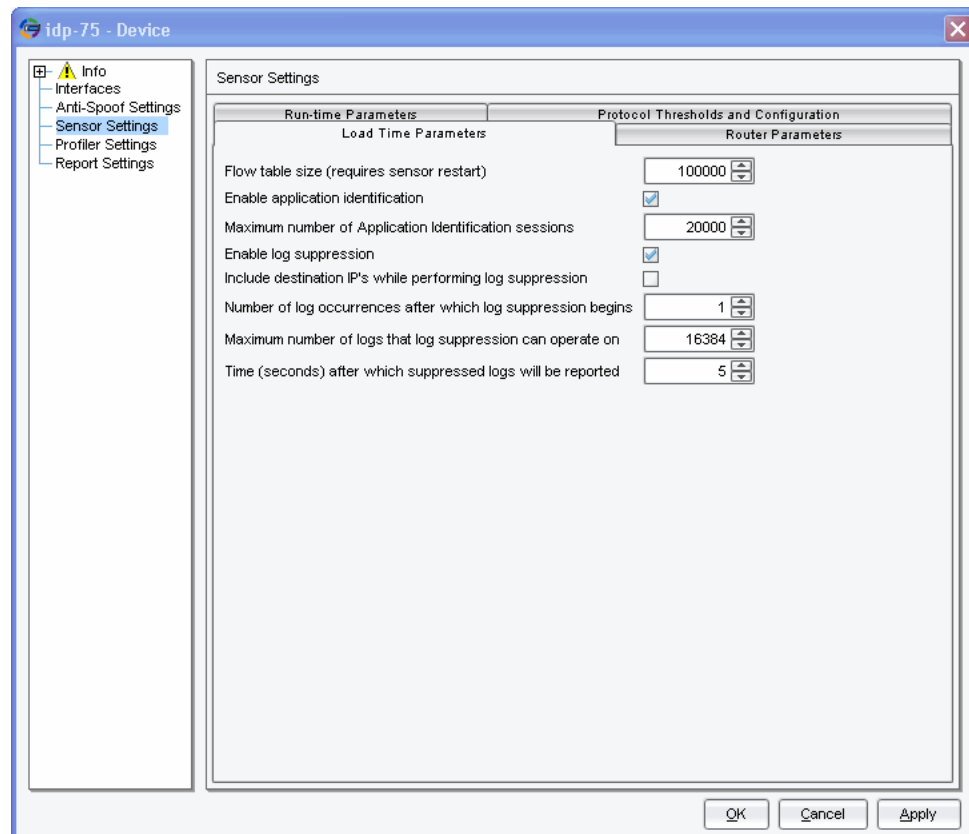 idp-75 - Device
Info
Interfaces
Anti-Spoof Settings
Sensor Settings
Profiler Settings
Report Settings
Sensor Settings
Run-time Parameters
Protocol Thresholds and Configuration
Load Time Parameters
Router Parameters
Flow table size (requires sensor restart) 100000
Enable application identification
Maximum number of Application Identification sessions 20000
Enable log suppression
Include destination IP's while performing log suppression
Number of log occurrences after which log suppression begins 1
Maximum number of logs that log suppression can operate on 16384
Time (seconds) after which suppressed logs will be reported 5
OK Cancel Apply